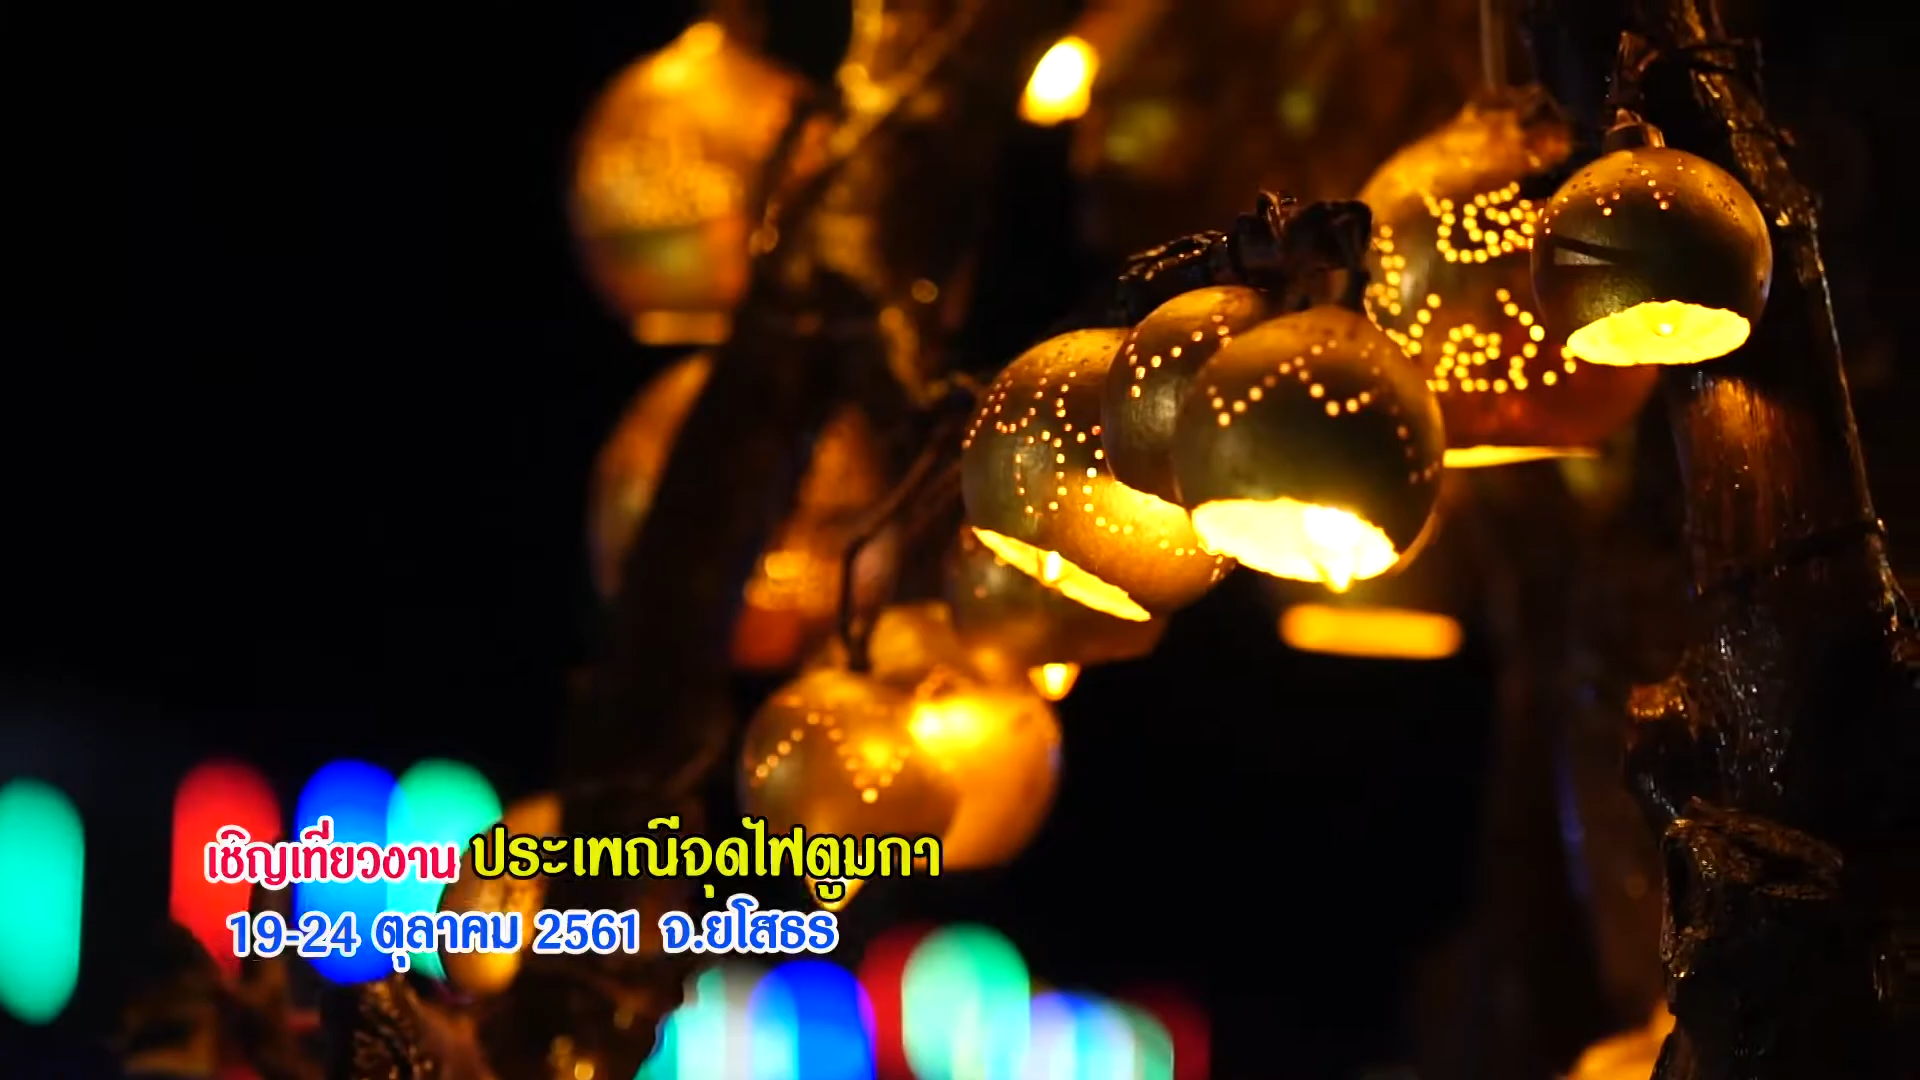 เชิญเที่ยวงาน ประเพณีจุดไฟตูมกา
19-24 ตุลาคม 2561 จ.ยโสธร